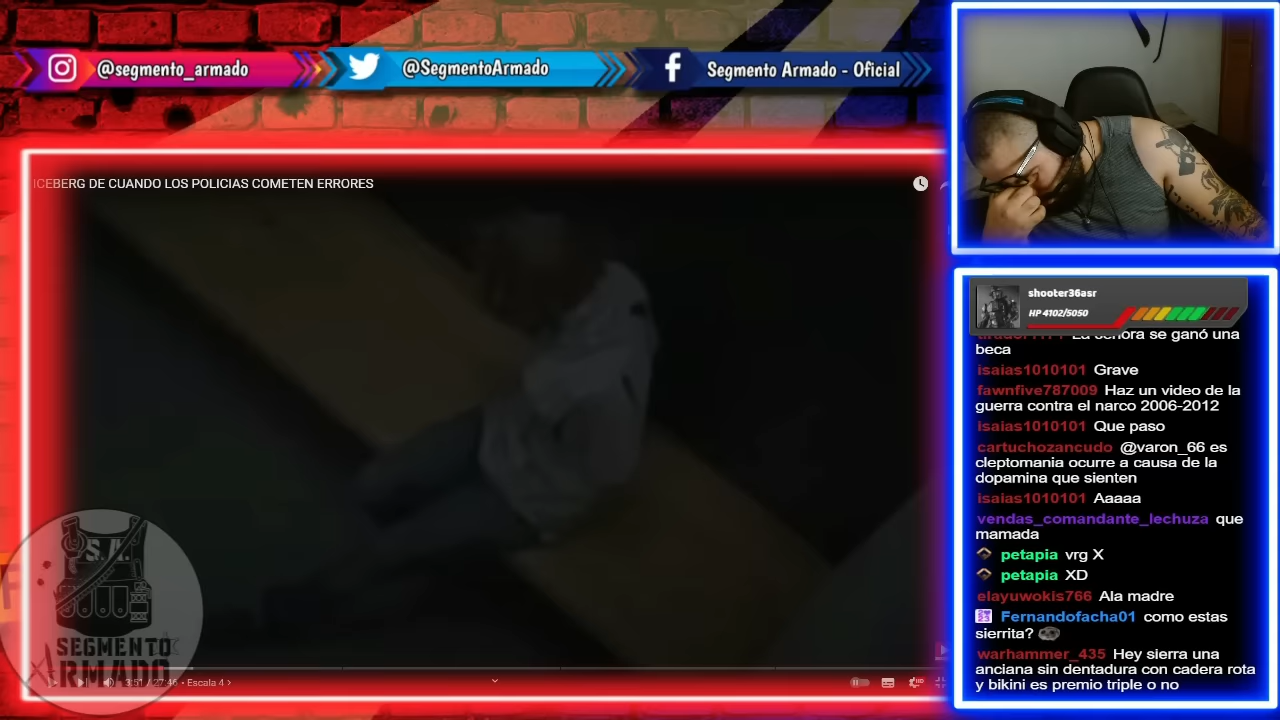 @segmento_armado
@SegmentoArmado
Segmento Armado - Oficial
ICEBERG DE CUANDO LOS POLICIAS COMETEN ERRORES
shooter36asr
HP 4102/5050
La señora se ganó una
beca
isaias1010101 Grave
fawnfive787009 Haz un video de la
guerra contra el narco 2006-2012
isaias1010101 Que paso
cartuchozancudo @varon_66 es
cleptomania ocurre a causa de la
dopamina que sienten
isaias1010101 Aaaaa
vendas_comandante_lechuza que
mamada
petapia vrg X
petapia XD
elayuwokis766 Ala madre
Fernandofacha01 como estas
sierrita?
warhammer_435 Hey sierra una
anciana sin dentadura con cadera rota
y bikini es premio triple o no
S.A.
SEGMENTO
ARMADO
3:51 / 27:46 • Escala 4 >